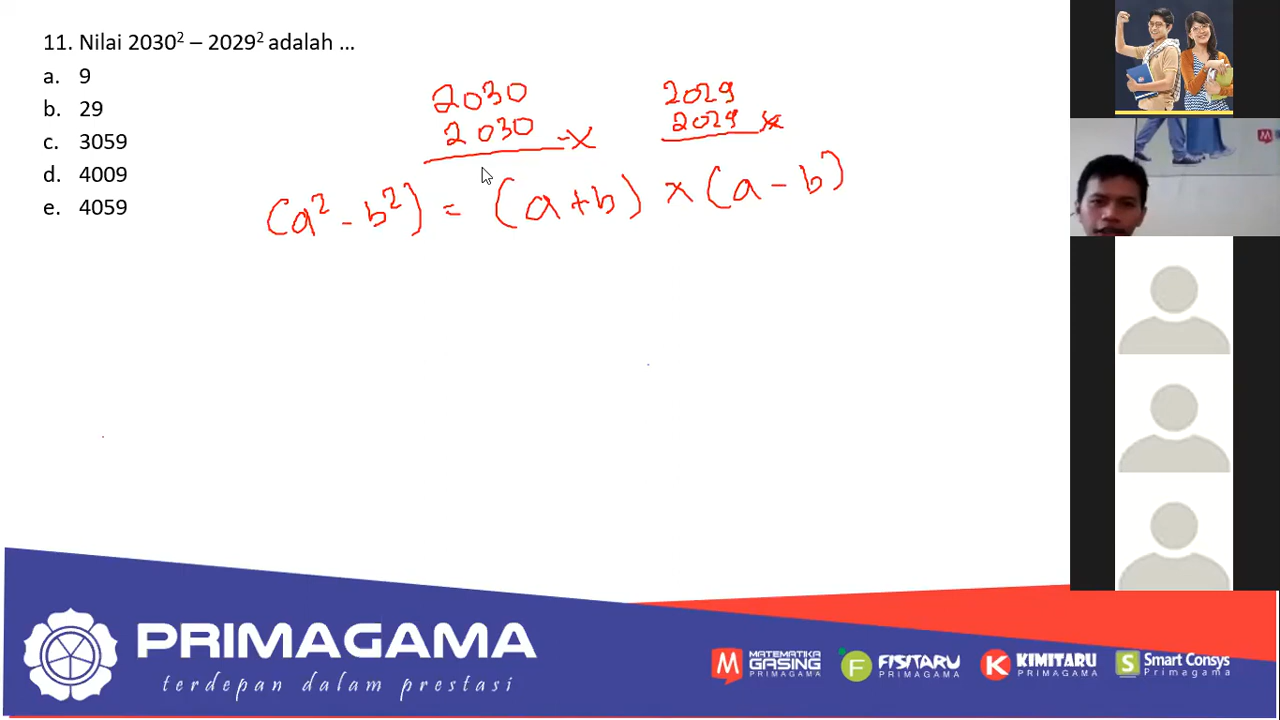 11. Nilai 2030² – 2029² adalah ...
a. 9
b. 29
c. 3059
d. 4009
e. 4059
2030
2030 x
2029
2029 x
(a² - b²) = (a+b) x (a - b)
PRIMAGAMA
terdepan dalam prestasi
M MATEMATIKA GASING PRIMAGAMA
F FISITARU PRIMAGAMA
K KIMITARU PRIMAGAMA
S Smart Consys Primagama